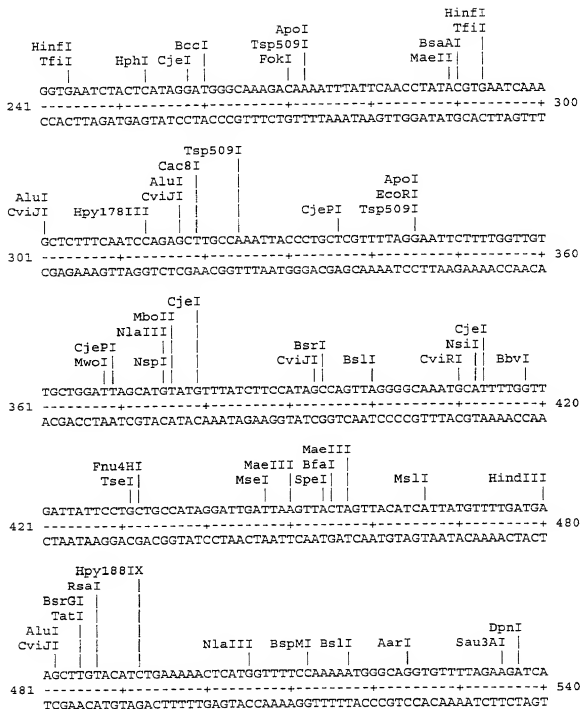 HinfI
ApoI TfiI
HinfI BccI Tsp509I BsaAI
TfiI HphI CjeI FokI MaeII
GGTGAATCTACTCATAGGATGGGCAAAGACAAAATTTATTCAACCTATACGTGAATCAAA
241 ---------+---------+---------+---------+---------+--------- 300
CCACTTAGATGAGTATCCTACCCGTTTCTGTTTTAAATAAGTTGGATATGCACTTAGTTT
Tsp509I
Cac8I ApoI
AluI AluI EcoRI
CviJI Hpy178III CviJI CjePI Tsp509I
GCTCTTTCAATCCAGAGCTTGCCAAATTACCCTGCTCGTTTTAGGAATTCTTTTGGTTGT
301 ---------+---------+---------+---------+---------+--------- 360
CGAGAAAGTTAGGTCTCGAACGGTTTAATGGGACGAGCAAAATCCTTAAGAAAACCAACA
CjeI
MboII CjeI
CjePI NlaIII BsrI NsiI
MwoI NspI CviJI BslI CviRI BbvI
TGCTGGATTAGCATGTATGTTTATCTTCCATAGCCAGTTAGGGGCAAATGCATTTTGGTT
361 ---------+---------+---------+---------+---------+--------- 420
ACGACCTAATCGTACATACAAATAGAAGGTATCGGTCAATCCCCGTTTACGTAAAACCAA
MaeIII
Fnu4HI MaeIII BfaI
TseI MseI SpeI MslI HindIII
GATTATTCCTGCTGCCATAGGATTGATTAAGTTACTAGTTACATCATTATGTTTTGATGA
421 ---------+---------+---------+---------+---------+--------- 480
CTAATAAGGACGACGGTATCCTAACTAATTCAATGATCAATGTAGTAATACAAAACTACT
Hpy188IX
RsaI
BsrGI
TatI
AluI DpnI
CviJI NlaIII BspMI BslI AarI Sau3AI
AGCTTGTACATCTGAAAAACTCATGGTTTTCCAAAAATGGGCAGGTGTTTTAGAAGATCA
481 ---------+---------+---------+---------+---------+--------- 540
TCGAACATGTAGACTTTTTGAGTACCAAAAGGTTTTTACCCGTCCACAAAATCTTCTAGT